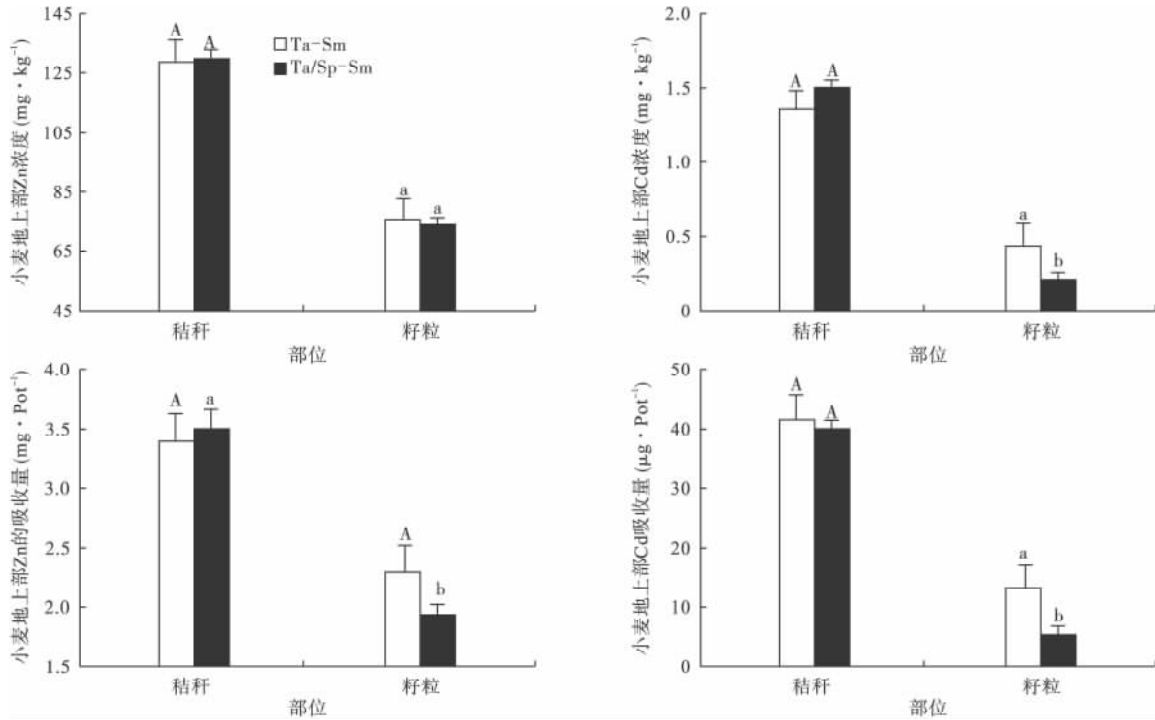 小麦地上部Zn浓度(mg·kg⁻¹)
145
125
105
85
65
45
A
A
a
a
Ta-Sm
Ta/Sp-Sm
秸秆
籽粒
部位
小麦地上部Cd浓度(mg·kg⁻¹)
2.0
1.5
1.0
0.5
0
A
A
a
b
秸秆
籽粒
部位
小麦地上部Zn的吸收量(mg·Pot⁻¹)
4.0
3.5
3.0
2.5
2.0
1.5
A
a
A
b
秸秆
籽粒
部位
小麦地上部Cd吸收量(μg·Pot⁻¹)
50
40
30
20
10
0
A
A
a
b
秸秆
籽粒
部位